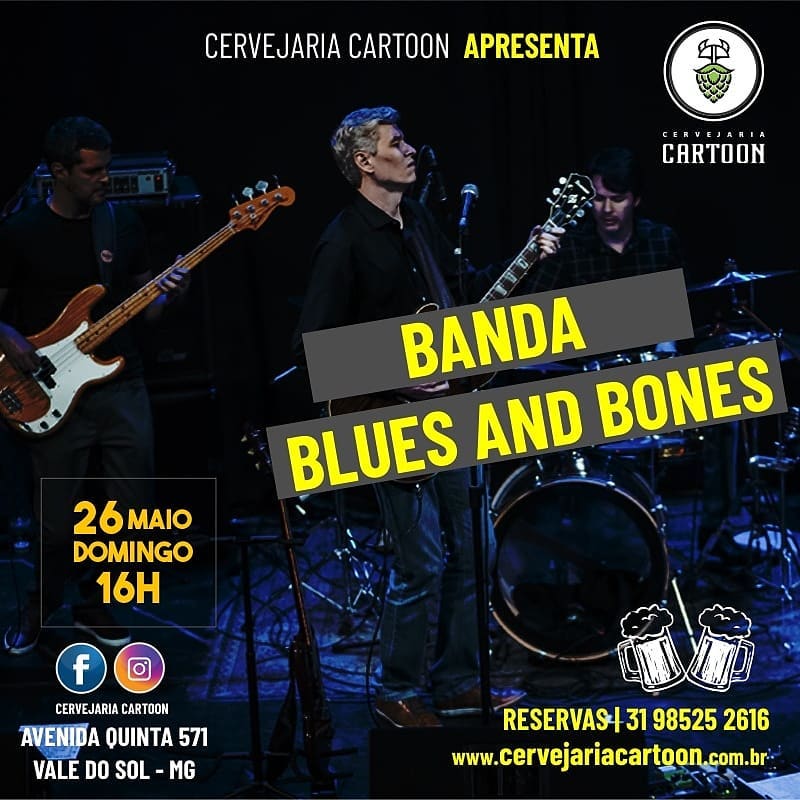 CERVEJARIA CARTOON APRESENTA
CERVEJARIA
CARTOON
BANDA
BLUES AND BONES
26 MAIO
DOMINGO
16H
CERVEJARIA CARTOON
AVENIDA QUINTA 571
VALE DO SOL - MG
RESERVAS | 31 98525 2616
www.cervejariacartoon.com.br